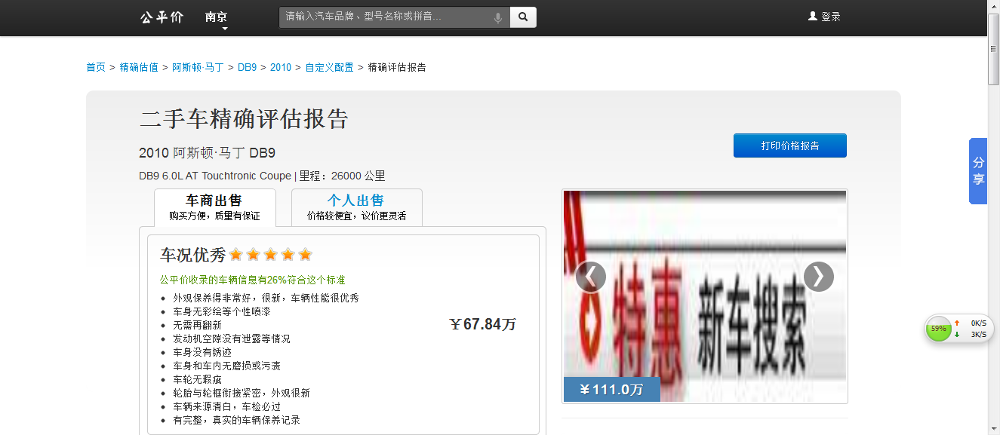 公平价
南京
请输入汽车品牌、型号名称或拼音...
登录
首页 > 精确估值 > 阿斯顿·马丁 > DB9 > 2010 > 自定义配置 > 精确评估报告
二手车精确评估报告
2010 阿斯顿·马丁 DB9
打印价格报告
DB9 6.0L AT Touchtronic Coupe | 里程：26000 公里
分享
车商出售
购买方便，质量有保证
个人出售
价格较便宜，议价更灵活
车况优秀
公平价收录的车辆信息有26%符合这个标准
外观保养得非常好，很新，车辆性能很优秀
车身无彩绘等个性喷漆
无需再翻新
发动机空隙没有泄露等情况
车身没有锈迹
车身和车内无磨损或污渍
车轮无瑕疵
轮胎与轮框衔接紧密，外观很新
车辆来源清白，车检必过
有完整，真实的车辆保养记录
￥67.84万
特惠
新车搜索
￥111.0万
59%
0K/S
3K/S